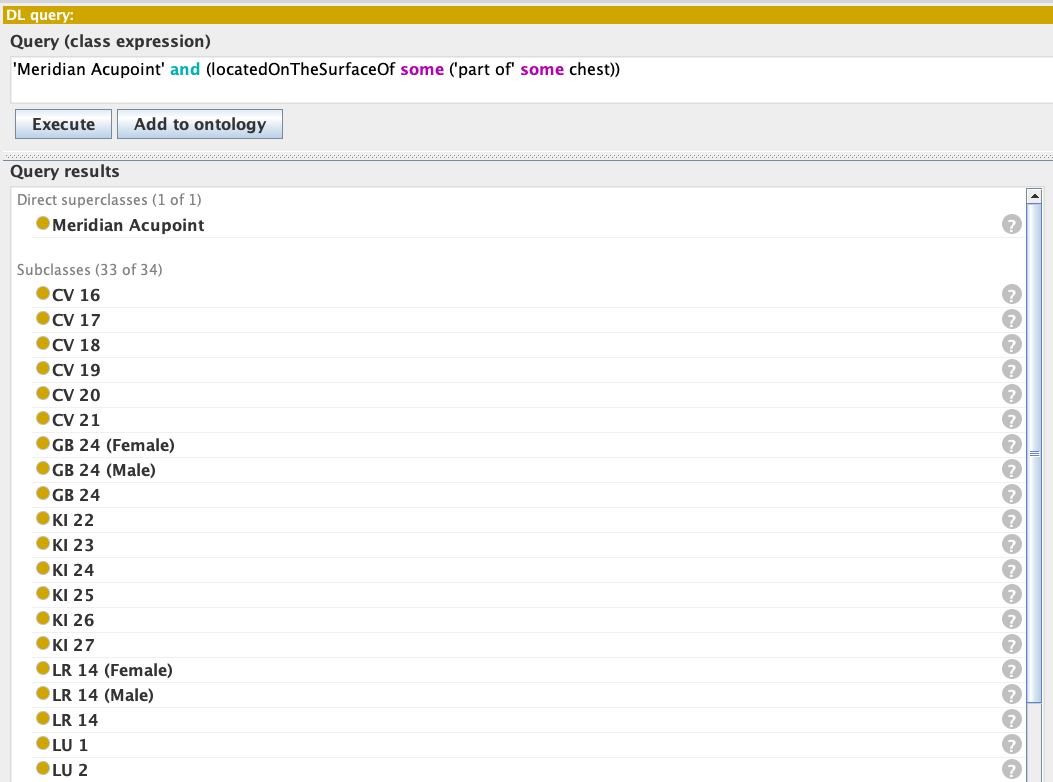 DL query:
Query (class expression)
'Meridian Acupoint' and (locatedOnTheSurfaceOf some ('part of' some chest))
Execute Add to ontology
Query results
Direct superclasses (1 of 1)
Meridian Acupoint ?
Subclasses (33 of 34)
CV 16 ?
CV 17 ?
CV 18 ?
CV 19 ?
CV 20 ?
CV 21 ?
GB 24 (Female) ?
GB 24 (Male) ?
GB 24 ?
KI 22 ?
KI 23 ?
KI 24 ?
KI 25 ?
KI 26 ?
KI 27 ?
LR 14 (Female) ?
LR 14 (Male) ?
LR 14 ?
LU 1 ?
LU 2 ?